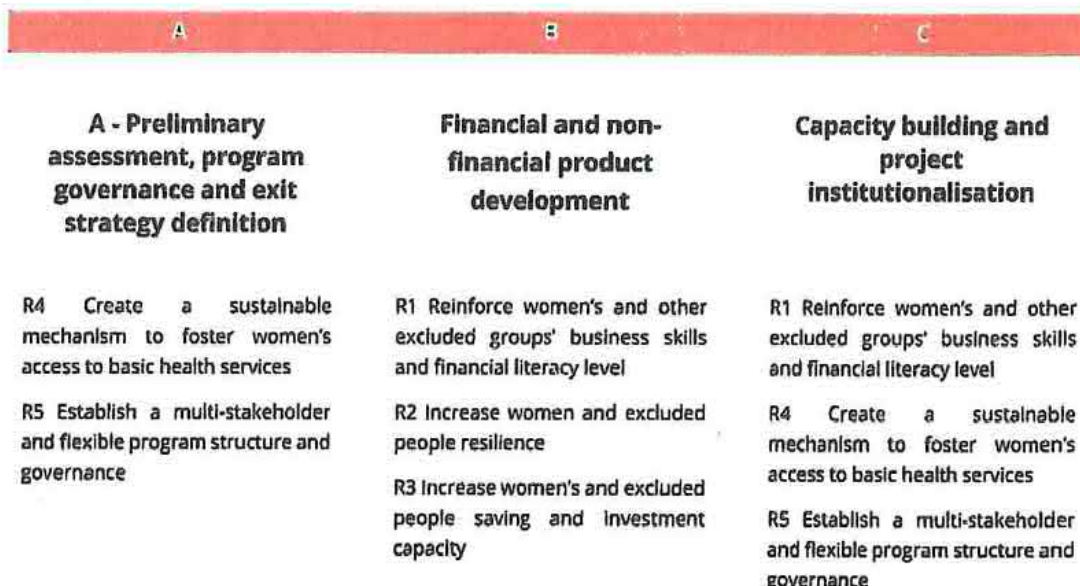 A
B
C
A - Preliminary
assessment, program
governance and exit
strategy definition
R4 Create a sustainable
mechanism to foster women's
access to basic health services
R5 Establish a multi-stakeholder
and flexible program structure and
governance
Financial and non-
financial product
development
R1 Reinforce women's and other
excluded groups' business skills
and financial literacy level
R2 Increase women and excluded
people resilience
R3 Increase women's and excluded
people saving and investment
capacity
Capacity building and
project
institutionalisation
R1 Reinforce women's and other
excluded groups' business skills
and financial literacy level
R4 Create a sustainable
mechanism to foster women's
access to basic health services
R5 Establish a multi-stakeholder
and flexible program structure and
governance